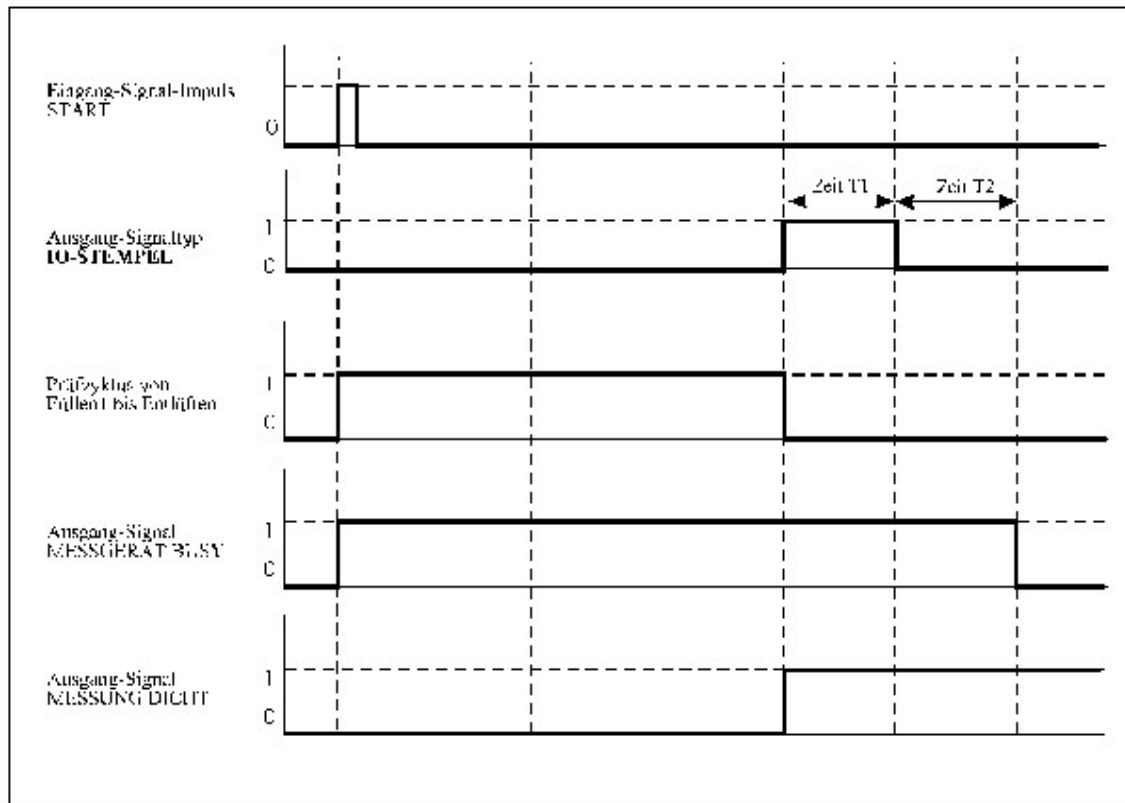 Eingang-Signal-Impuls
START
0
Zeit T1
Zeit T2
Ausgang-Signaltyp
IO-STEMPEL
1
0
Prüfzyklus von
Füllen1 bis Entlüften
1
0
Ausgang-Signal
MESSGERÄT BUSY
1
0
Ausgang-Signal
MESSUNG DICHT
1
0